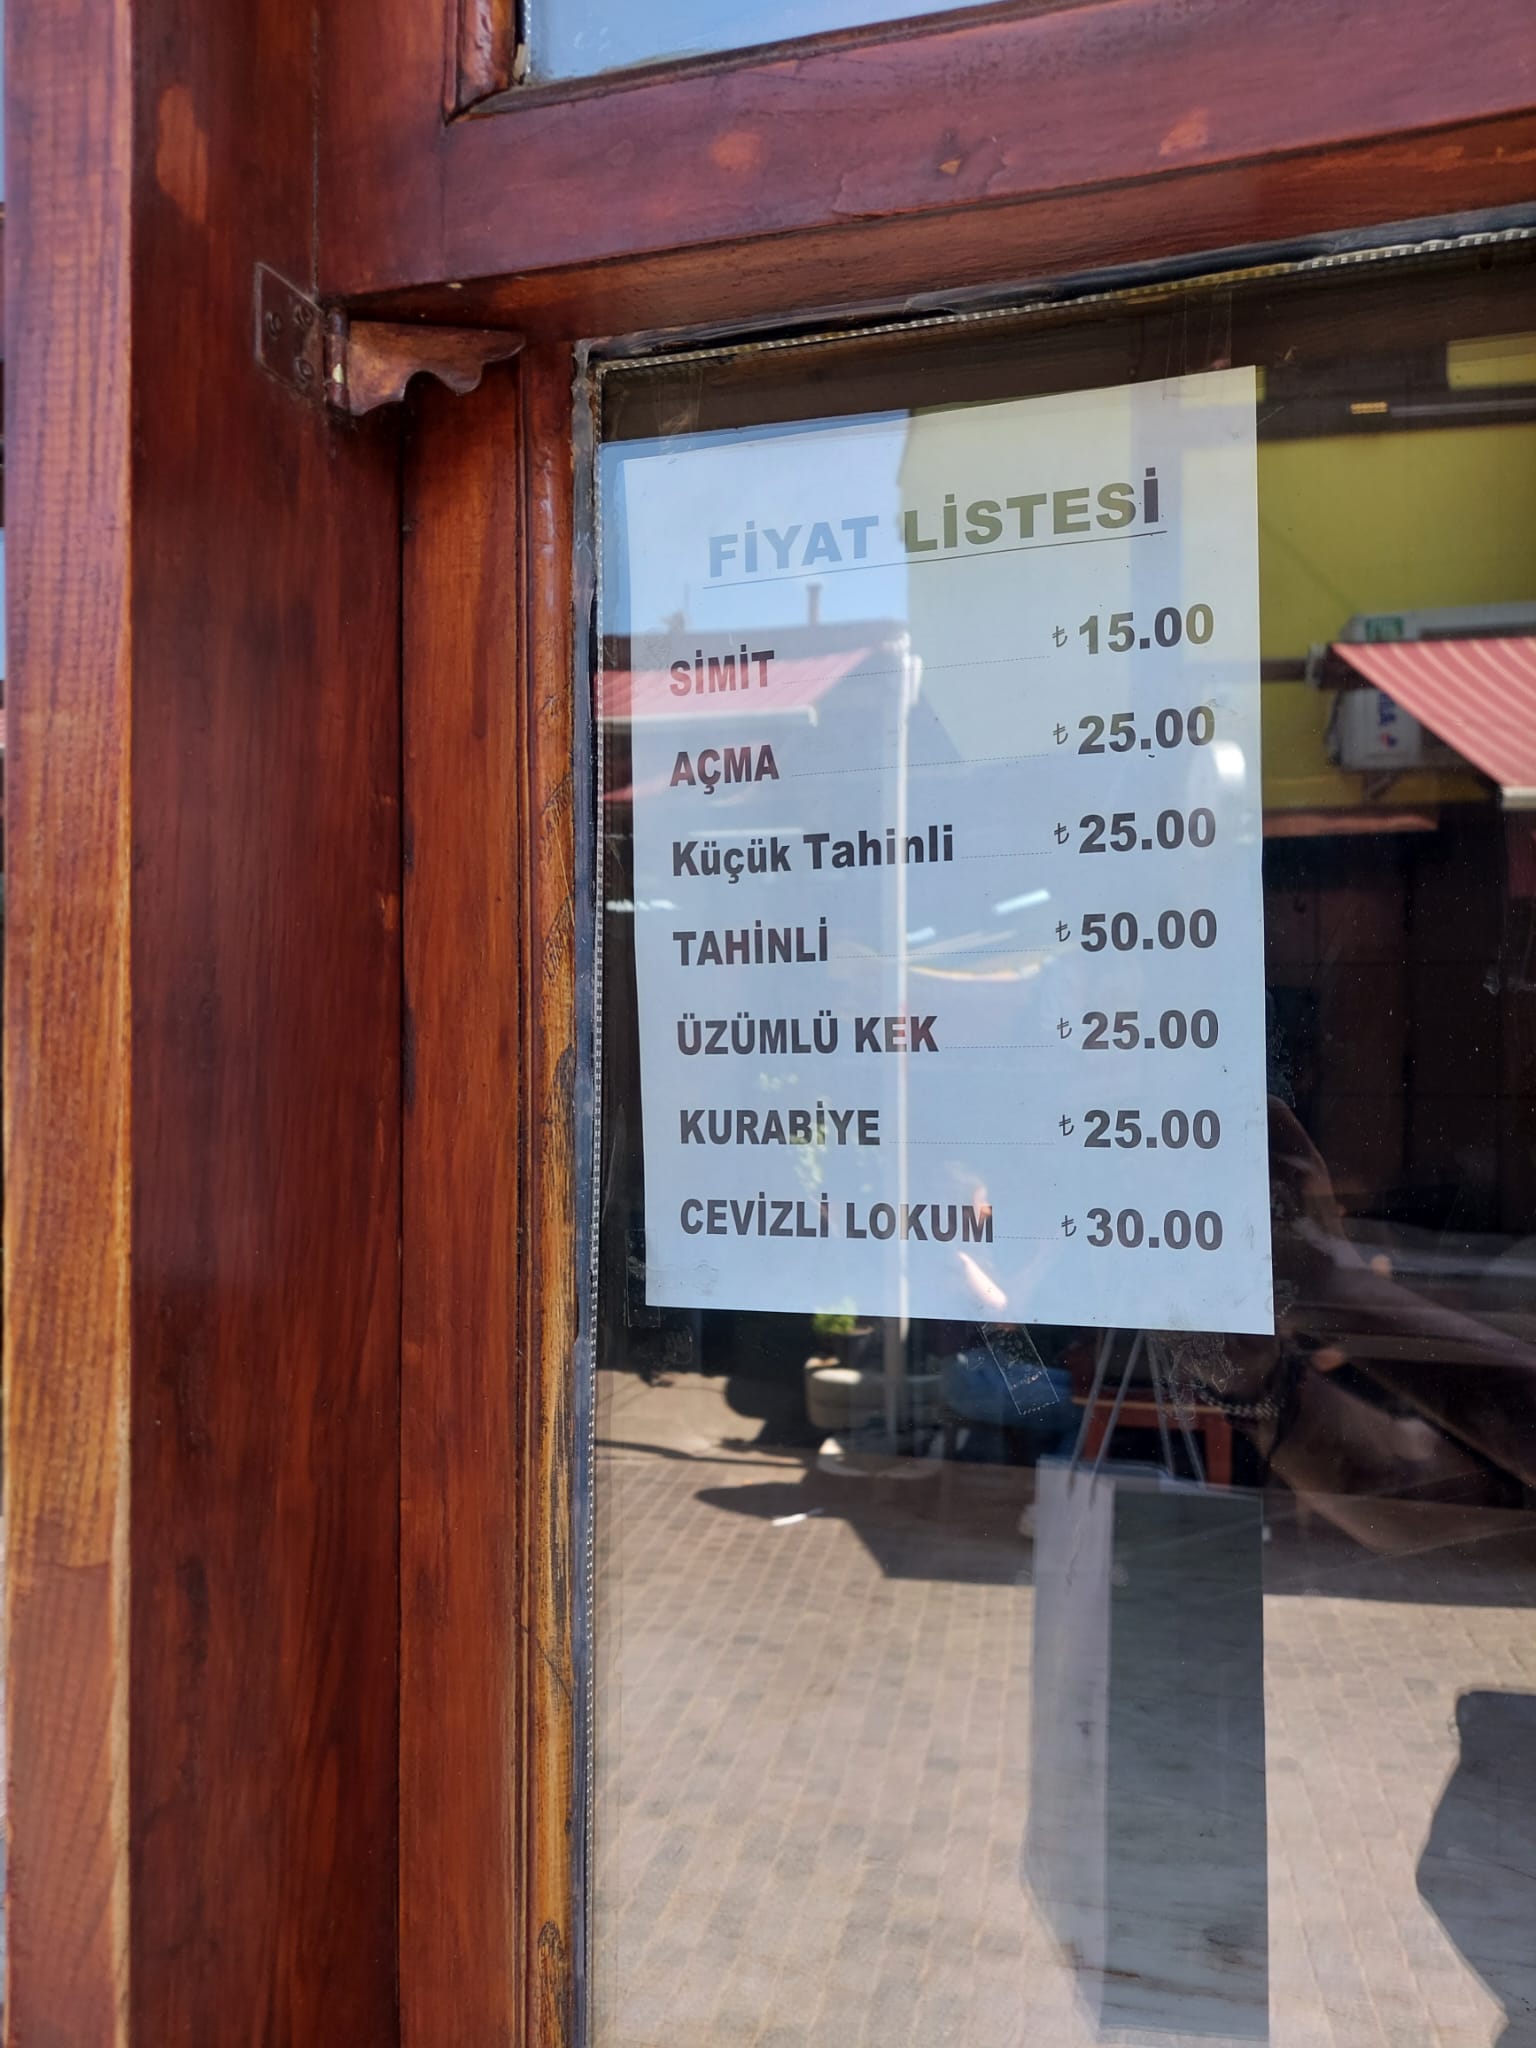 FİYAT LİSTESİ
SİMİT ₺ 15.00
AÇMA ₺ 25.00
Küçük Tahinli ₺ 25.00
TAHİNLİ ₺ 50.00
ÜZÜMLÜ KEK ₺ 25.00
KURABİYE ₺ 25.00
CEVİZLİ LOKUM ₺ 30.00